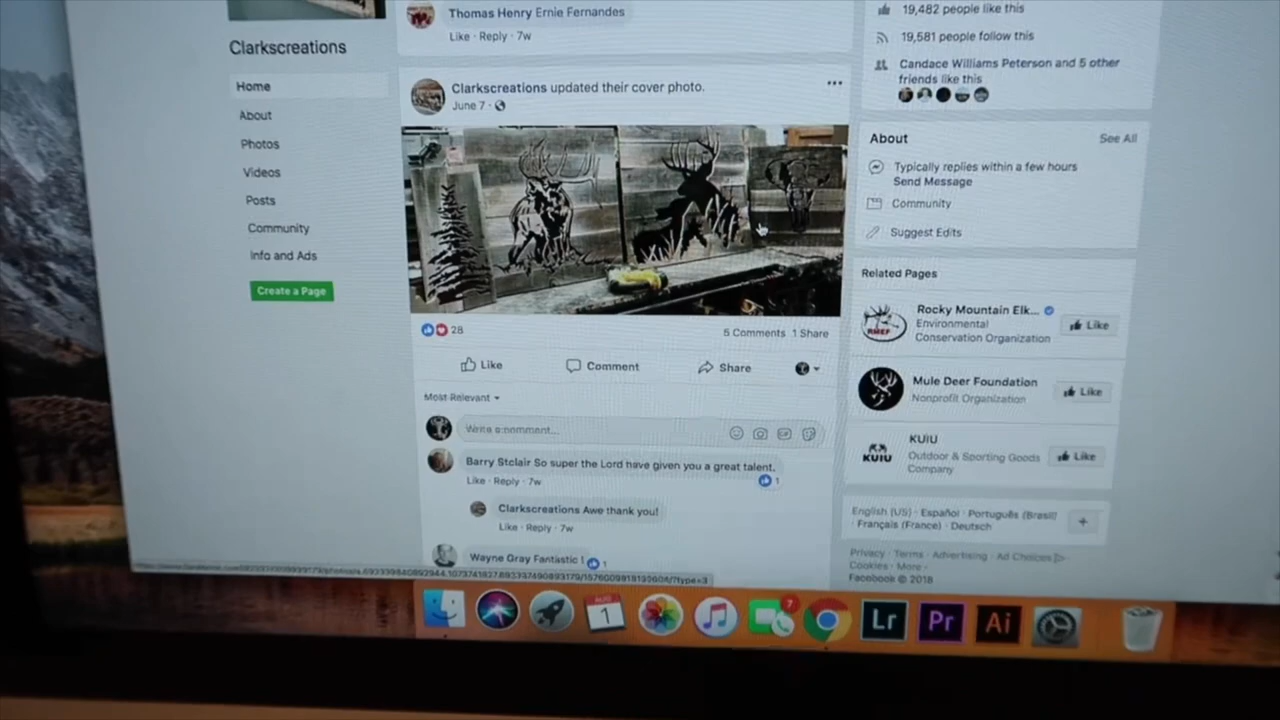 Clarkscreations
Home
About
Photos
Videos
Posts
Community
Info and Ads
Create a Page
Thomas Henry Ernie Fernandes
Like · Reply · 7w
Clarkscreations updated their cover photo.
June 7 ·
28
5 Comments 1 Share
Like
Comment
Share
Most Relevant
Write a comment...
Barry Stclair So super the Lord have given you a great talent.
Like · Reply · 7w
1
Clarkscreations Awe thank you!
Like · Reply · 7w
Wayne Gray Fantastic !
1
19,482 people like this
19,581 people follow this
Candace Williams Peterson and 5 other
friends like this
About
See All
Typically replies within a few hours
Send Message
Community
Suggest Edits
Related Pages
Rocky Mountain Elk...
Environmental
Conservation Organization
Like
RMEF
Mule Deer Foundation
Nonprofit Organization
Like
KUIU
KUIU
Outdoor & Sporting Goods
Company
Like
English (US) · Español · Português (Brasil)
· Français (France) · Deutsch
Privacy · Terms · Advertising · Ad Choices
Cookies · More ·
Facebook © 2018
AUG
1
7
Lr
Pr
Ai